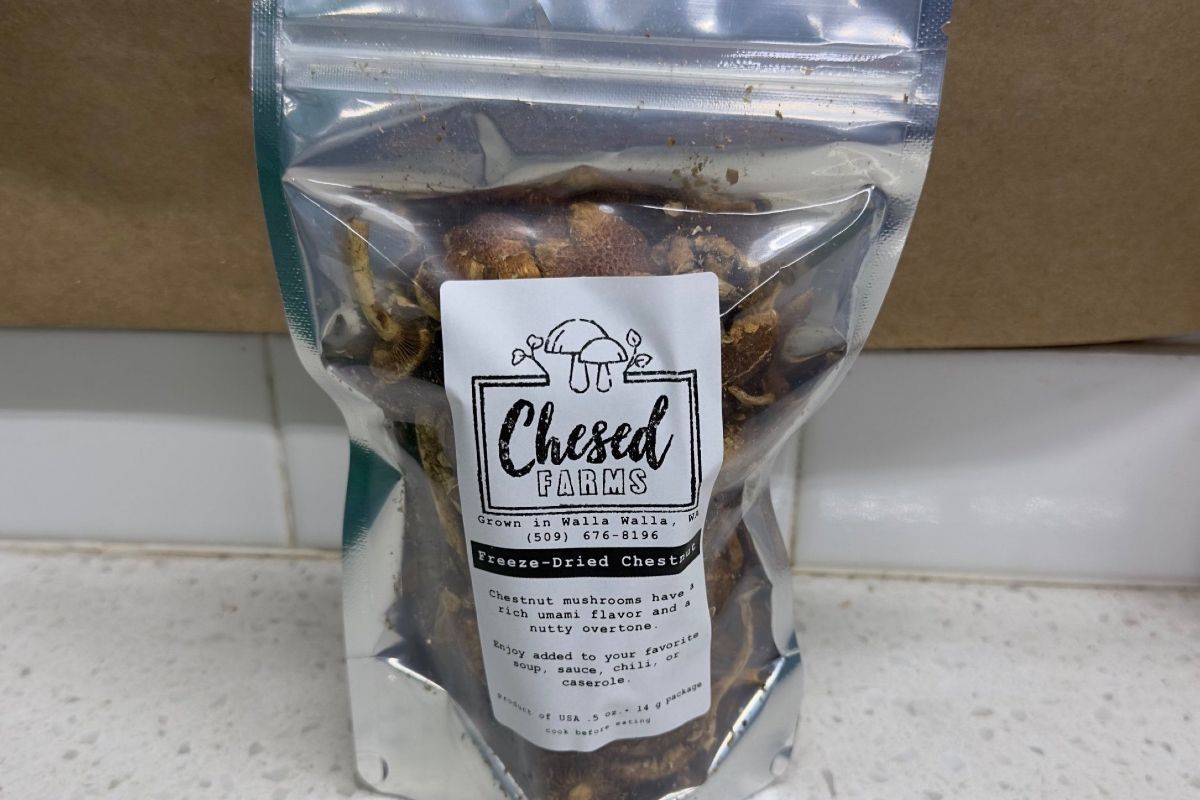 Chesed
FARMS
Grown in Walla Walla, WA
(509) 676-8196
Freeze-Dried Chestnut
Chestnut mushrooms have a
rich umami flavor and a
nutty overtone.
Enjoy added to your favorite
soup, sauce, chili, or
caserole.
product of USA .5 oz.• 14 g package
cook before eating